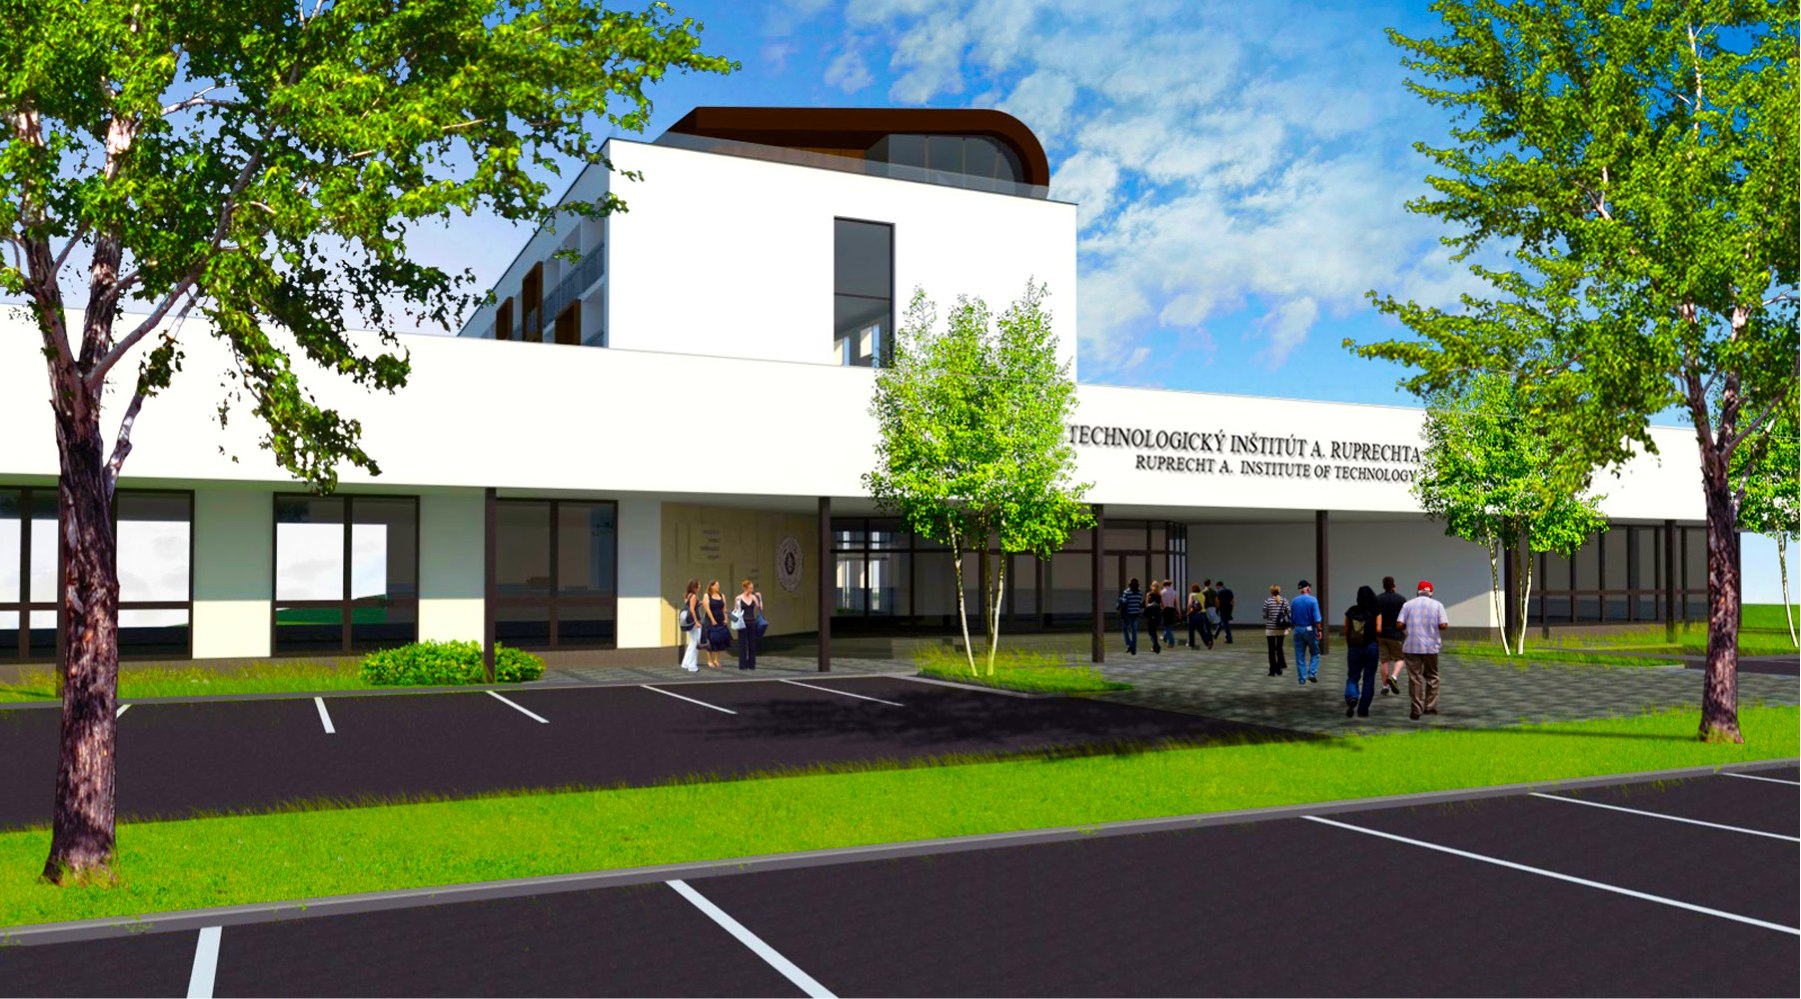 TECHNOLOGICKÝ INŠTITÚT A. RUPRECHTA
RUPRECHT A. INSTITUTE OF TECHNOLOGY